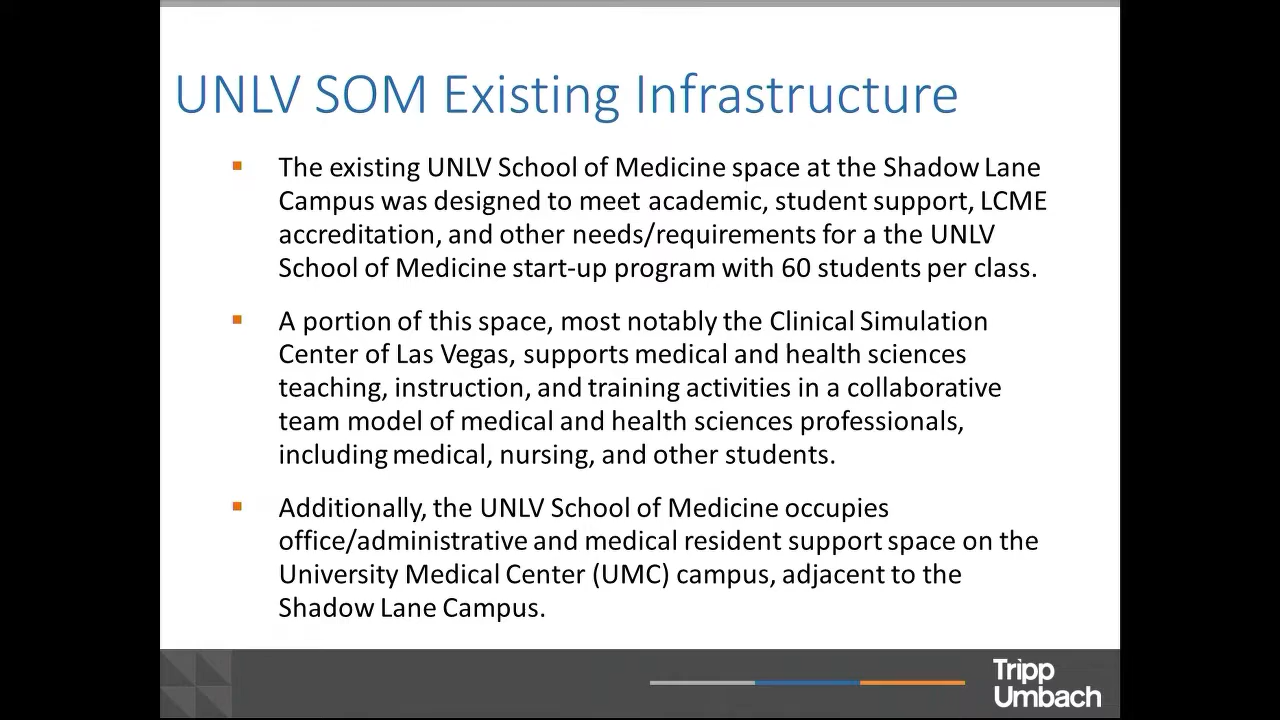 UNLV SOM Existing Infrastructure
The existing UNLV School of Medicine space at the Shadow Lane
Campus was designed to meet academic, student support, LCME
accreditation, and other needs/requirements for a the UNLV
School of Medicine start-up program with 60 students per class.
A portion of this space, most notably the Clinical Simulation
Center of Las Vegas, supports medical and health sciences
teaching, instruction, and training activities in a collaborative
team model of medical and health sciences professionals,
including medical, nursing, and other students.
Additionally, the UNLV School of Medicine occupies
office/administrative and medical resident support space on the
University Medical Center (UMC) campus, adjacent to the
Shadow Lane Campus.
Tripp
Umbach